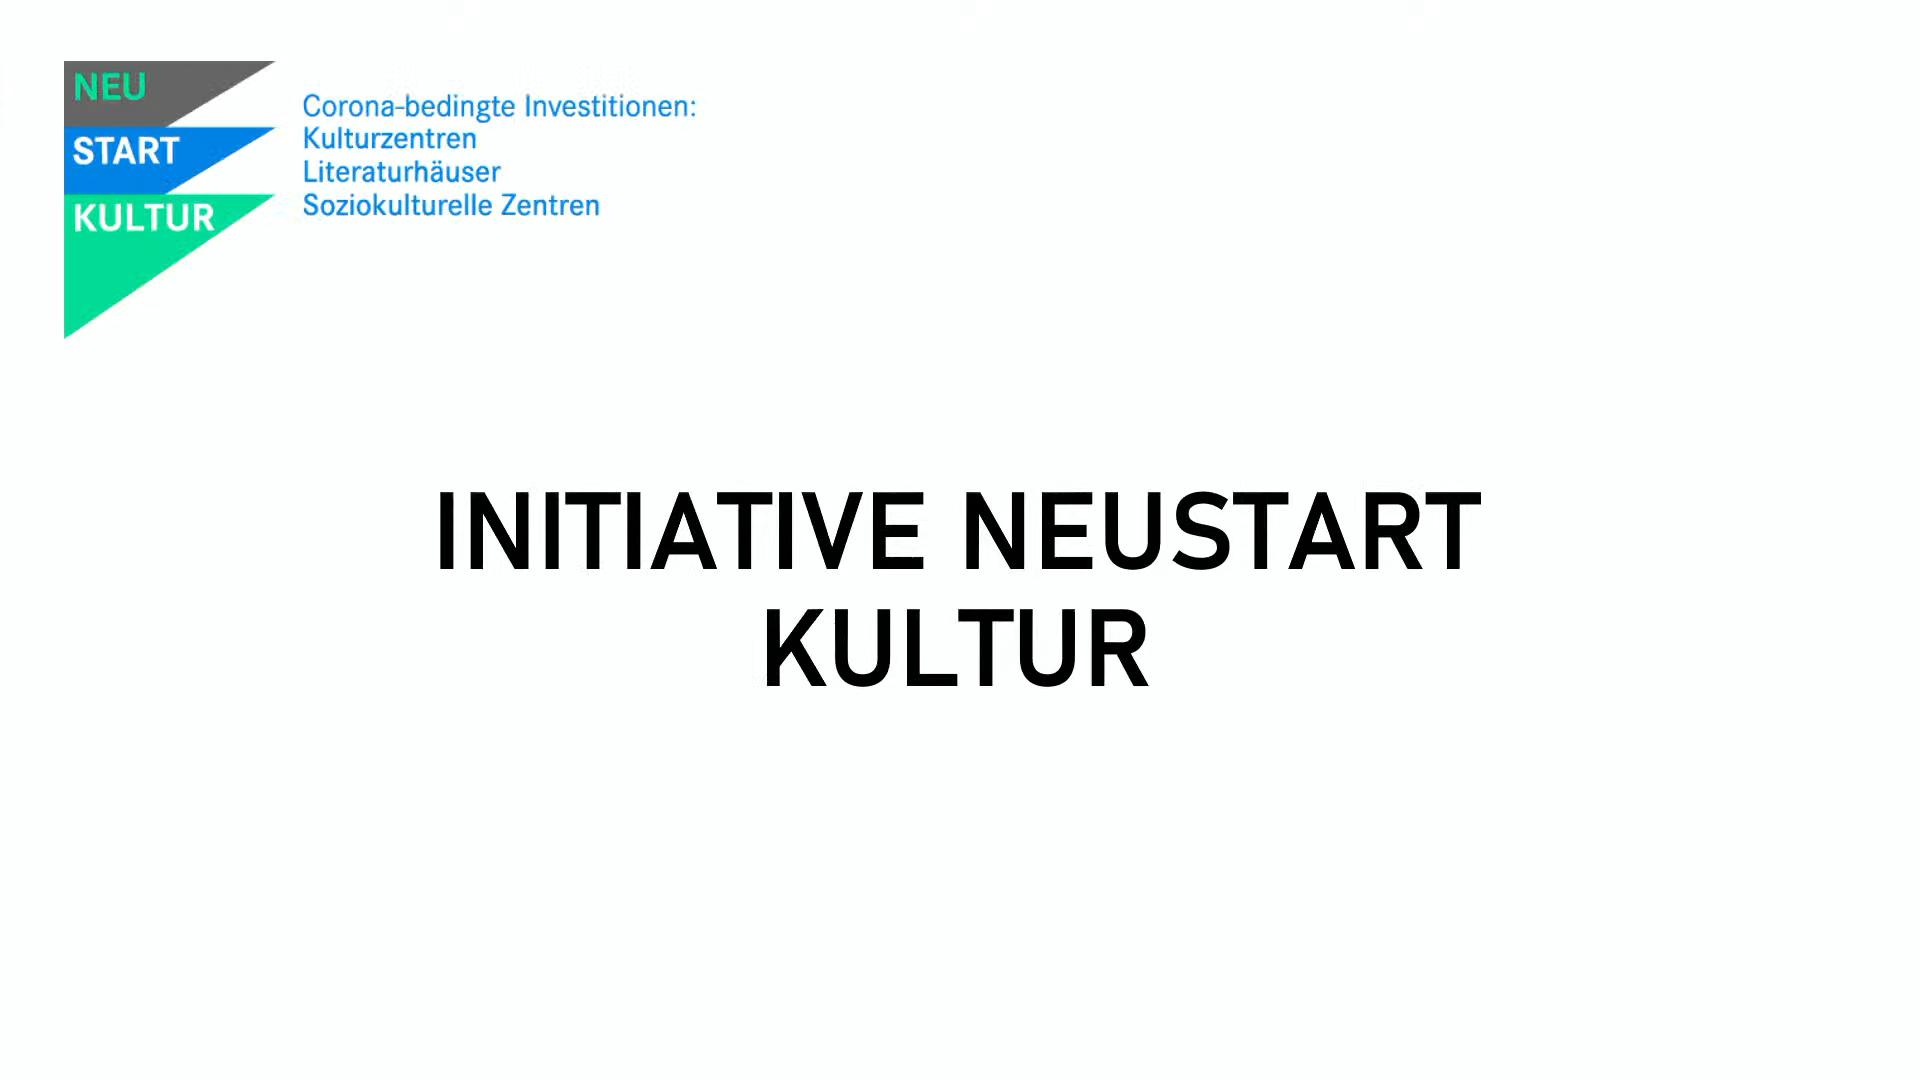 NEU
START
KULTUR
Corona-bedingte Investitionen:
Kulturzentren
Literaturhäuser
Soziokulturelle Zentren
INITIATIVE NEUSTART
KULTUR